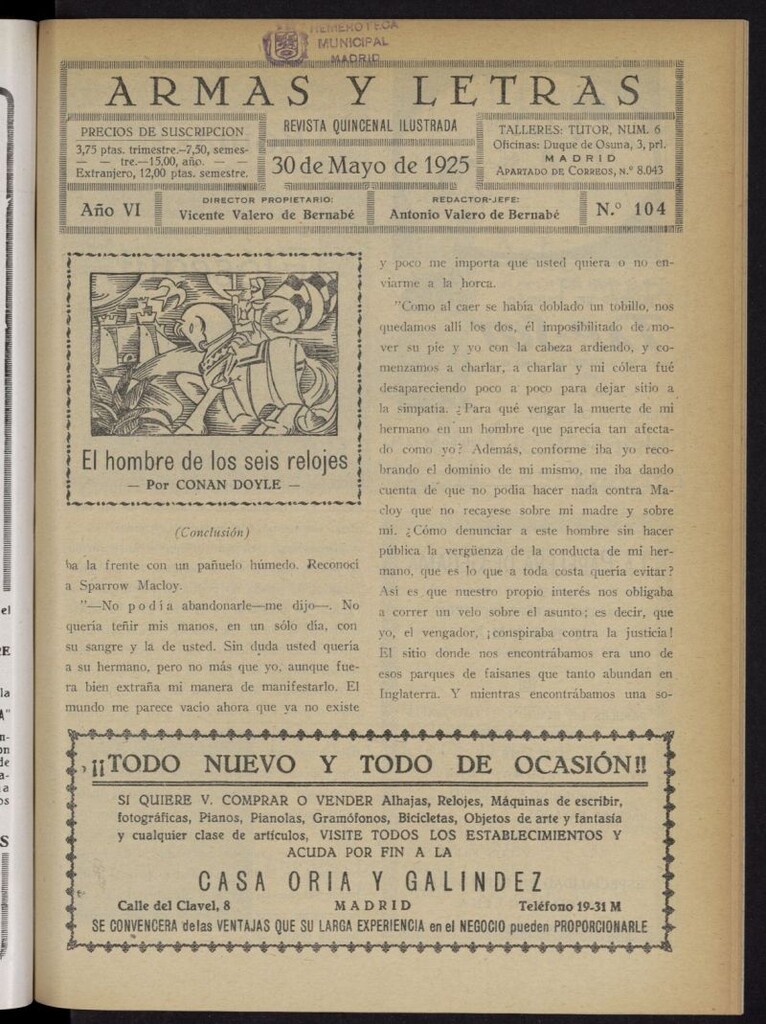 HEMEROTECA
MUNICIPAL
MADRID
ARMAS Y LETRAS
PRECIOS DE SUSCRIPCION
3,75 ptas. trimestre.—7,50, semes-
— — tre.—15,00, año. — —
Extranjero, 12,00 ptas. semestre.
REVISTA QUINCENAL ILUSTRADA
30 de Mayo de 1925
TALLERES: TUTOR, NUM. 6
Oficinas: Duque de Osuna, 3, prl.
MADRID
APARTADO DE CORREOS, N.º 8.043
Año VI
DIRECTOR PROPIETARIO:
Vicente Valero de Bernabé
REDACTOR-JEFE:
Antonio Valero de Bernabé
N.º 104
El hombre de los seis relojes
— Por CONAN DOYLE —
(Conclusión)
ba la frente con un pañuelo húmedo. Reconocí
a Sparrow Macloy.
"—No podía abandonarle—me dijo—. No
quería teñir mis manos, en un sólo día, con
su sangre y la de usted. Sin duda usted quería
a su hermano, pero no más que yo, aunque fue-
ra bien extraña mi manera de manifestarlo. El
mundo me parece vacío ahora que ya no existe
y poco me importa que usted quiera o no en-
viarme a la horca.
"Como al caer se había doblado un tobillo, nos
quedamos allí los dos, él imposibilitado de mo-
ver su pie y yo con la cabeza ardiendo, y co-
menzamos a charlar, a charlar y mi cólera fué
desapareciendo poco a poco para dejar sitio a
la simpatía. ¿Para qué vengar la muerte de mi
hermano en un hombre que parecía tan afecta-
do como yo? Además, conforme iba yo reco-
brando el dominio de mi mismo, me iba dando
cuenta de que no podía hacer nada contra Ma-
cloy que no recayese sobre mi madre y sobre
mí. ¿Cómo denunciar a este hombre sin hacer
pública la vergüenza de la conducta de mi her-
mano, que es lo que a toda costa quería evitar?
Así es que nuestro propio interés nos obligaba
a correr un velo sobre el asunto; es decir, que
yo, el vengador, ¡conspiraba contra la justicia!
El sitio donde nos encontrábamos era uno de
esos parques de faisanes que tanto abundan en
Inglaterra. Y mientras encontrábamos una so-
¡¡TODO NUEVO Y TODO DE OCASIÓN!!
SI QUIERE V. COMPRAR O VENDER Alhajas, Relojes, Máquinas de escribir,
fotográficas, Pianos, Pianolas, Gramófonos, Bicicletas, Objetos de arte y fantasía
y cualquier clase de artículos, VISITE TODOS LOS ESTABLECIMIENTOS Y
ACUDA POR FIN A LA
CASA ORIA Y GALINDEZ
Calle del Clavel, 8 MADRID Teléfono 19-31 M
SE CONVENCERA de las VENTAJAS QUE SU LARGA EXPERIENCIA en el NEGOCIO pueden PROPORCIONARLE